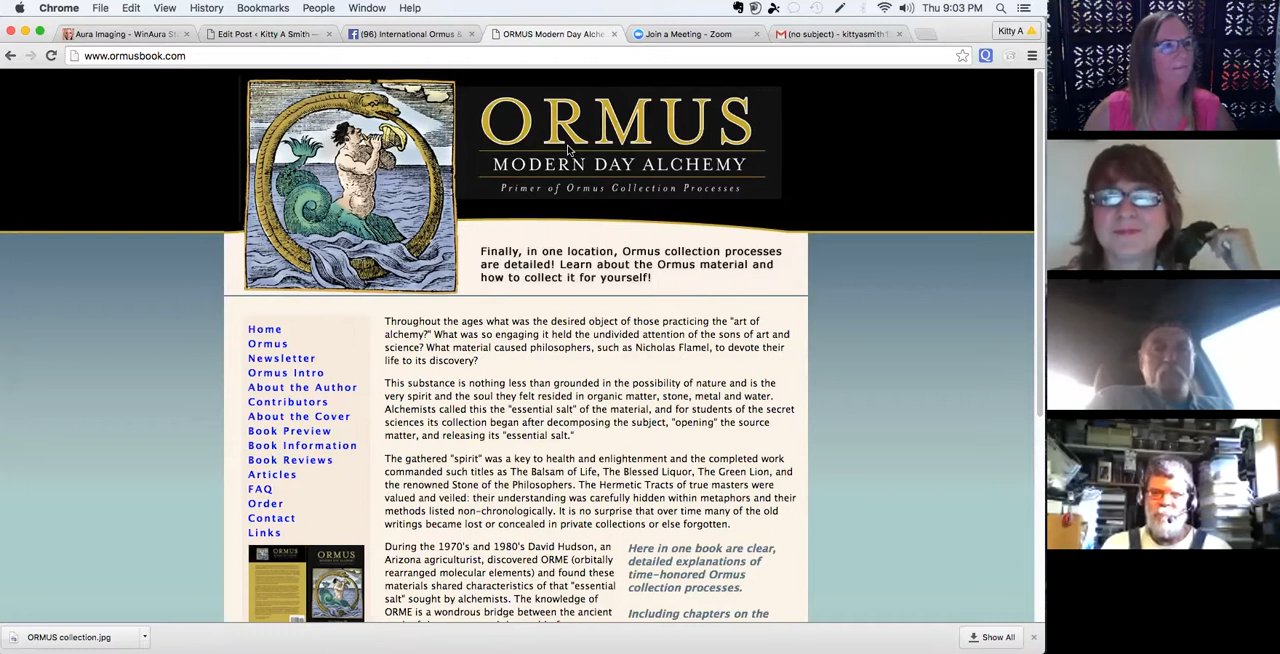 Chrome File Edit View History Bookmarks People Window Help
Thu 9:03 PM
Aura Imaging - WinAura St
Edit Post ‹ Kitty A Smith —
(96) International Ormus &
ORMUS Modern Day Alche
Join a Meeting - Zoom
(no subject) - kittyasmith1
Kitty A
www.ormusbook.com
ORMUS
MODERN DAY ALCHEMY
Primer of Ormus Collection Processes
Finally, in one location, Ormus collection processes
are detailed! Learn about the Ormus material and
how to collect it for yourself!
Home
Ormus
Newsletter
Ormus Intro
About the Author
Contributors
About the Cover
Book Preview
Book Information
Book Reviews
Articles
FAQ
Order
Contact
Links
ORMUS
ORMUS
Throughout the ages what was the desired object of those practicing the "art of
alchemy?" What was so engaging it held the undivided attention of the sons of art and
science? What material caused philosophers, such as Nicholas Flamel, to devote their
life to its discovery?
This substance is nothing less than grounded in the possibility of nature and is the
very spirit and the soul they felt resided in organic matter, stone, metal and water.
Alchemists called this the "essential salt" of the material, and for students of the secret
sciences its collection began after decomposing the subject, "opening" the source
matter, and releasing its "essential salt."
The gathered "spirit" was a key to health and enlightenment and the completed work
commanded such titles as The Balsam of Life, The Blessed Liquor, The Green Lion, and
the renowned Stone of the Philosophers. The Hermetic Tracts of true masters were
valued and veiled: their understanding was carefully hidden within metaphors and their
methods listed non-chronologically. It is no surprise that over time many of the old
writings became lost or concealed in private collections or else forgotten.
During the 1970's and 1980's David Hudson, an
Arizona agriculturist, discovered ORME (orbitally
rearranged molecular elements) and found these
materials shared characteristics of that "essential
salt" sought by alchemists. The knowledge of
ORME is a wondrous bridge between the ancient
Here in one book are clear,
detailed explanations of
time-honored Ormus
collection processes.
Including chapters on the
ORMUS collection.jpg
Show All